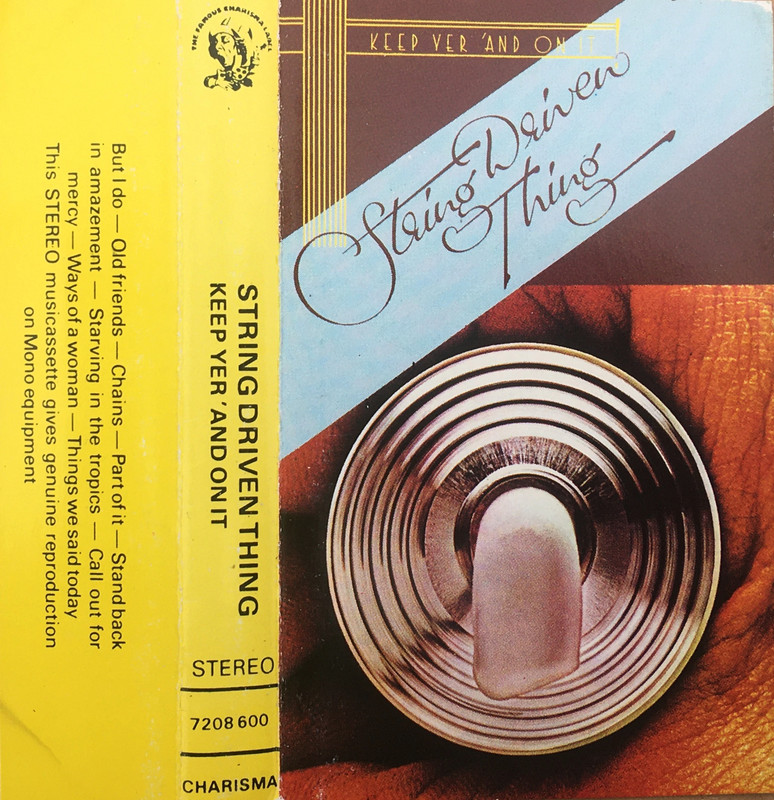 THE FAMOUS CHARISMA LABEL
KEEP YER 'AND ON IT
String Driven
Thing
STRING DRIVEN THING
KEEP YER 'AND ON IT
STEREO
7208 600
CHARISMA
But I do — Old friends — Chains — Part of it — Stand back
in amazement — Starving in the tropics — Call out for
mercy — Ways of a woman — Things we said today
This STEREO musicassette gives genuine reproduction
on Mono equipment